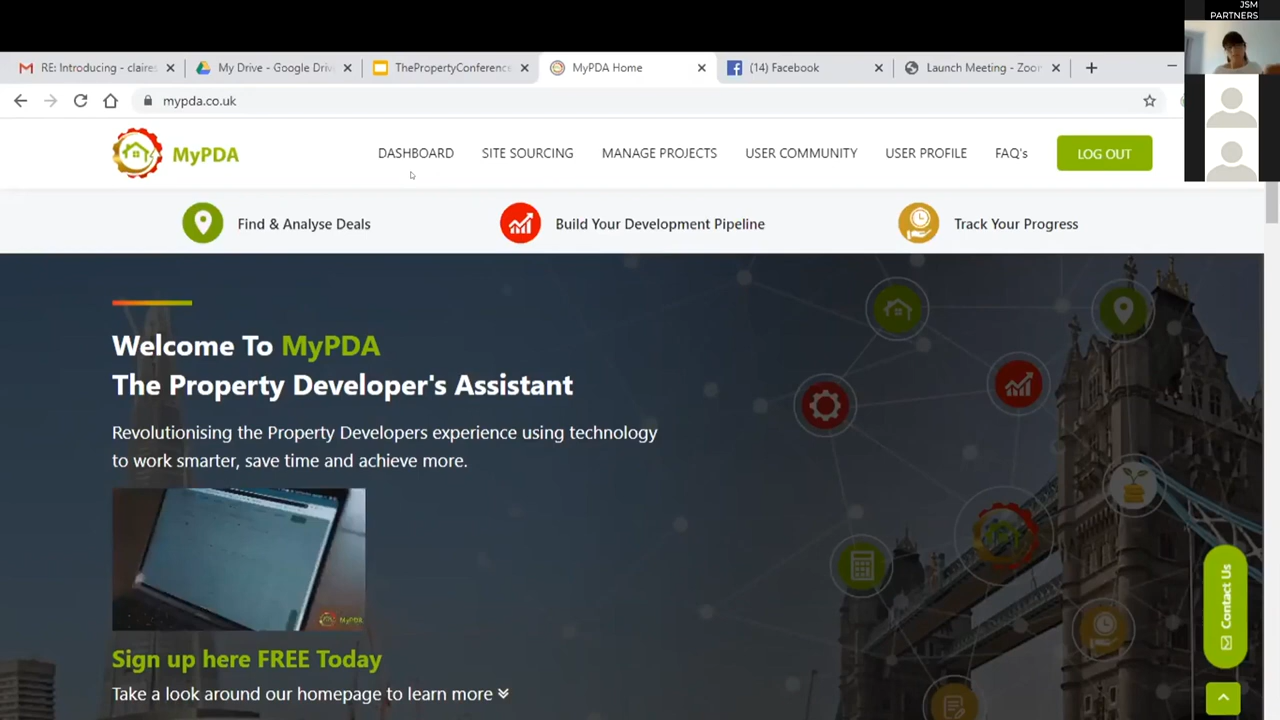 JSM
PARTNERS
RE: Introducing - claires
My Drive - Google Driv
ThePropertyConference
MyPDA Home
(14) Facebook
Launch Meeting - Zoom
mypda.co.uk
MyPDA
DASHBOARD
SITE SOURCING
MANAGE PROJECTS
USER COMMUNITY
USER PROFILE
FAQ's
LOG OUT
Find & Analyse Deals
Build Your Development Pipeline
Track Your Progress
Welcome To MyPDA
The Property Developer's Assistant
Revolutionising the Property Developers experience using technology
to work smarter, save time and achieve more.
MyPDA
Sign up here FREE Today
Take a look around our homepage to learn more
Contact Us